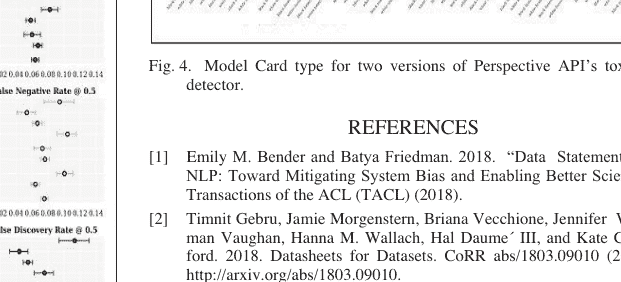 02 0.04 0.06 0.08 0.10 0.12 0.14
alse Negative Rate @ 0.5
02 0.04 0.06 0.08 0.10 0.12 0.14
lse Discovery Rate @ 0.5
Fig. 4. Model Card type for two versions of Perspective API’s tox
detector.
REFERENCES
[1] Emily M. Bender and Batya Friedman. 2018. “Data Statement
NLP: Toward Mitigating System Bias and Enabling Better Scie
Transactions of the ACL (TACL) (2018).
[2] Timnit Gebru, Jamie Morgenstern, Briana Vecchione, Jennifer W
man Vaughan, Hanna M. Wallach, Hal Daume´ III, and Kate C
ford. 2018. Datasheets for Datasets. CoRR abs/1803.09010 (2
http://arxiv.org/abs/1803.09010.